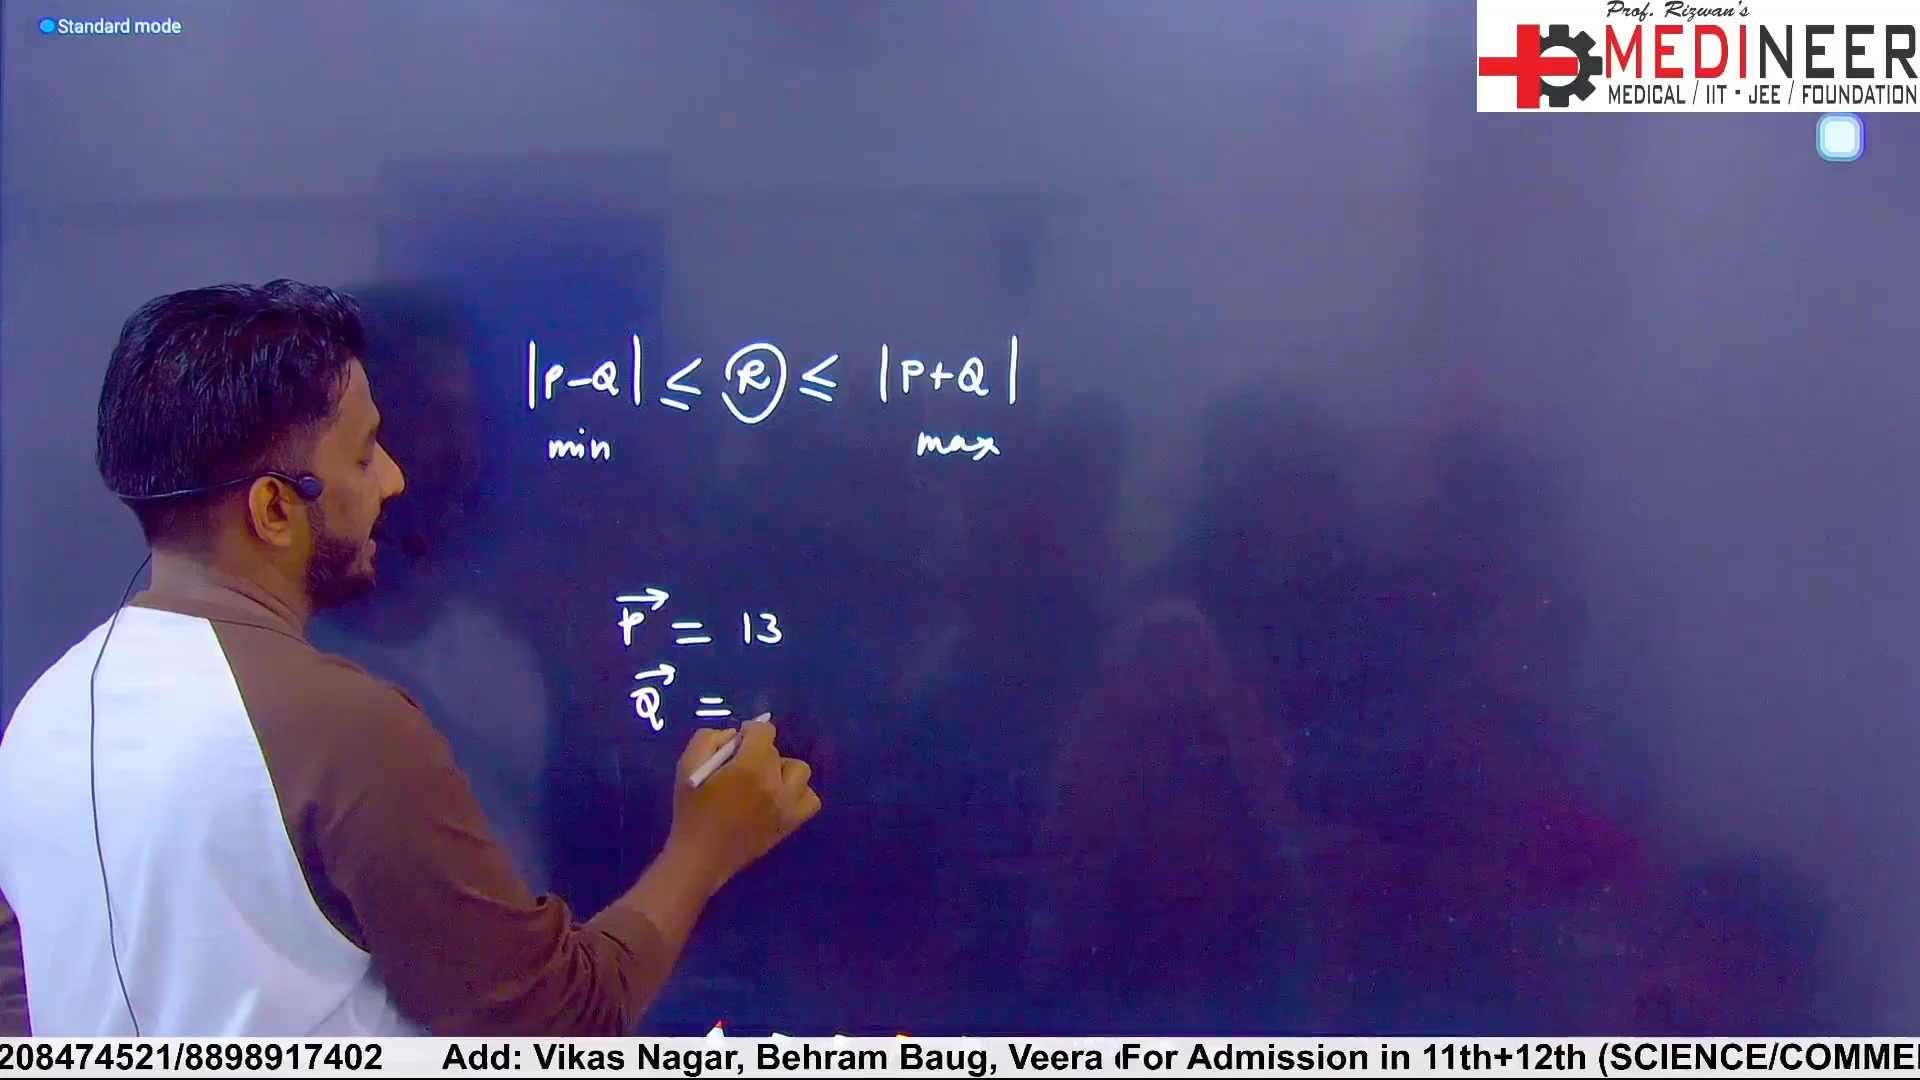 Standard mode
Prof. Rizwan's
MEDINEER
MEDICAL / IIT - JEE / FOUNDATION
|P-Q| ≤ R ≤ |P+Q|
min max
P⃗ = 13
Q⃗ =
208474521/8898917402 Add: Vikas Nagar, Behram Baug, Veera For Admission in 11th+12th (SCIENCE/COMME